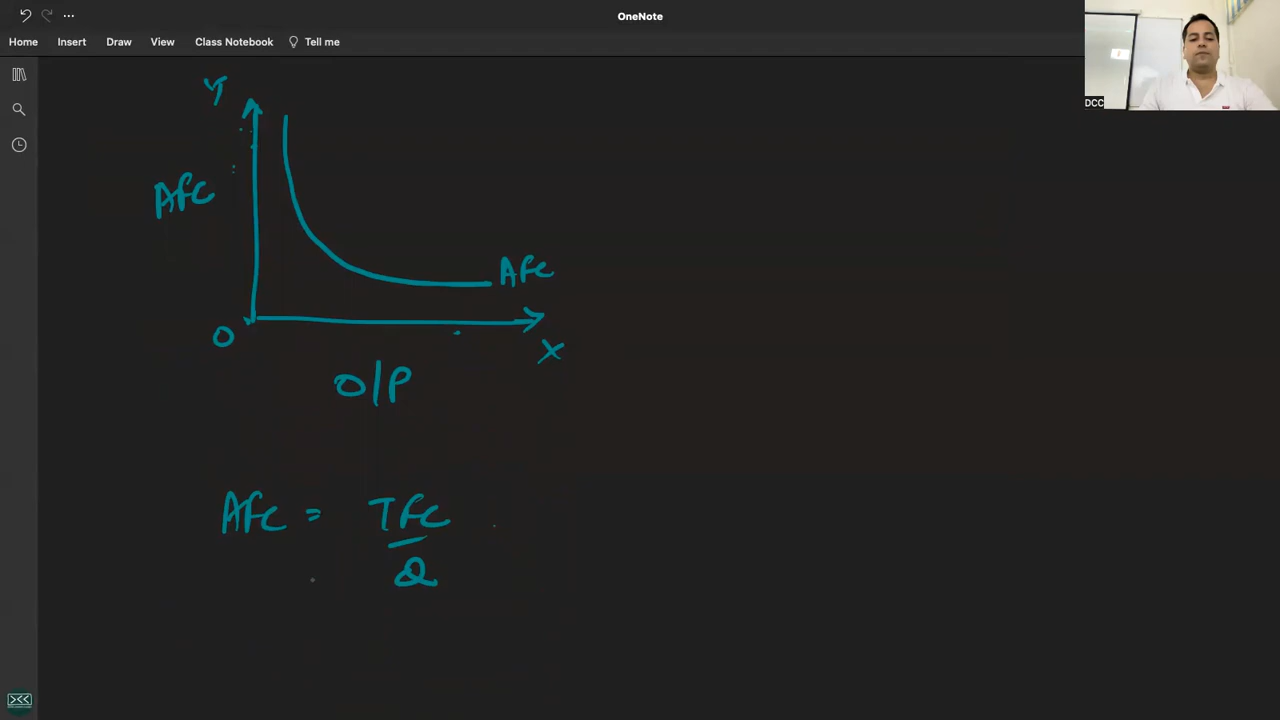 OneNote
Home Insert Draw View Class Notebook Tell me
DCC
Y
AFC
AFC
O
X
O/P
AFC = TFC
Q